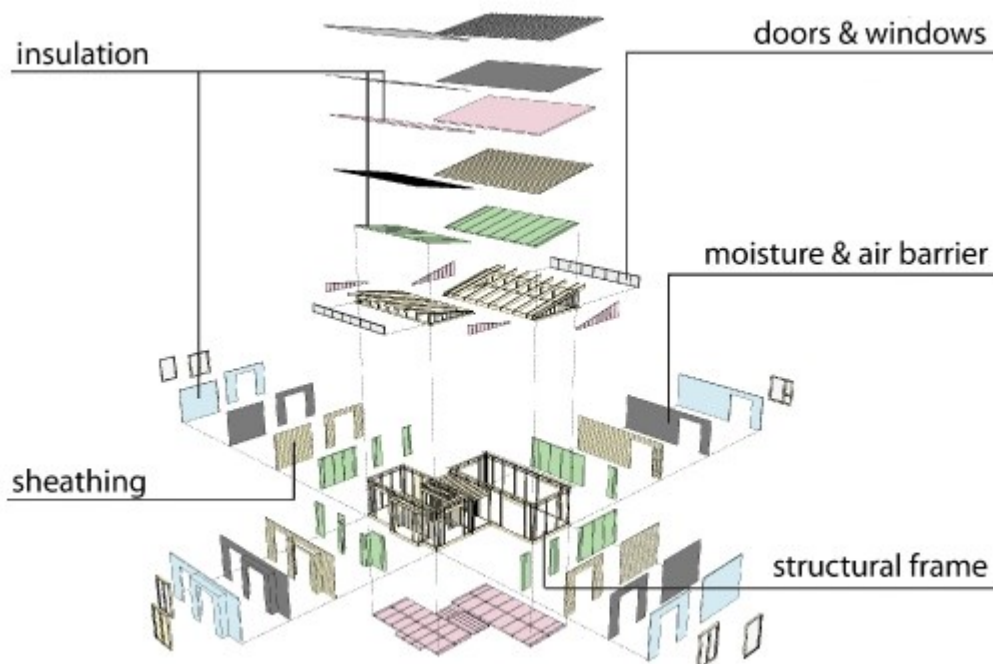 insulation
doors & windows
moisture & air barrier
sheathing
structural frame